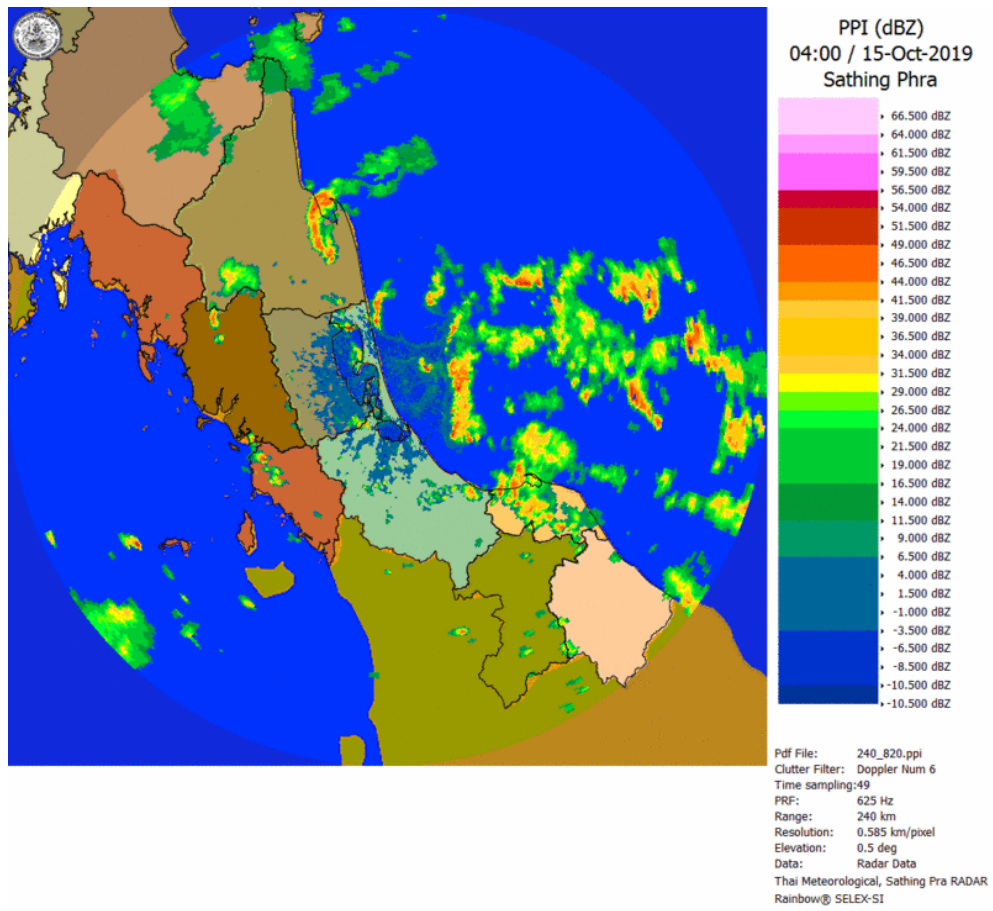 PPI (dBZ)
04:00 / 15-Oct-2019
Sathing Phra
66.500 dBZ
64.000 dBZ
61.500 dBZ
59.500 dBZ
56.500 dBZ
54.000 dBZ
51.500 dBZ
49.000 dBZ
46.500 dBZ
44.000 dBZ
41.500 dBZ
39.000 dBZ
36.500 dBZ
34.000 dBZ
31.500 dBZ
29.000 dBZ
26.500 dBZ
24.000 dBZ
21.500 dBZ
19.000 dBZ
16.500 dBZ
14.000 dBZ
11.500 dBZ
9.000 dBZ
6.500 dBZ
4.000 dBZ
1.500 dBZ
-1.000 dBZ
-3.500 dBZ
-6.500 dBZ
-8.500 dBZ
-10.500 dBZ
-10.500 dBZ
Pdf File: 240_820.ppi
Clutter Filter: Doppler Num 6
Time sampling:49
PRF: 625 Hz
Range: 240 km
Resolution: 0.585 km/pixel
Elevation: 0.5 deg
Data: Radar Data
Thai Meteorological, Sathing Pra RADAR
Rainbow® SELEX-SI